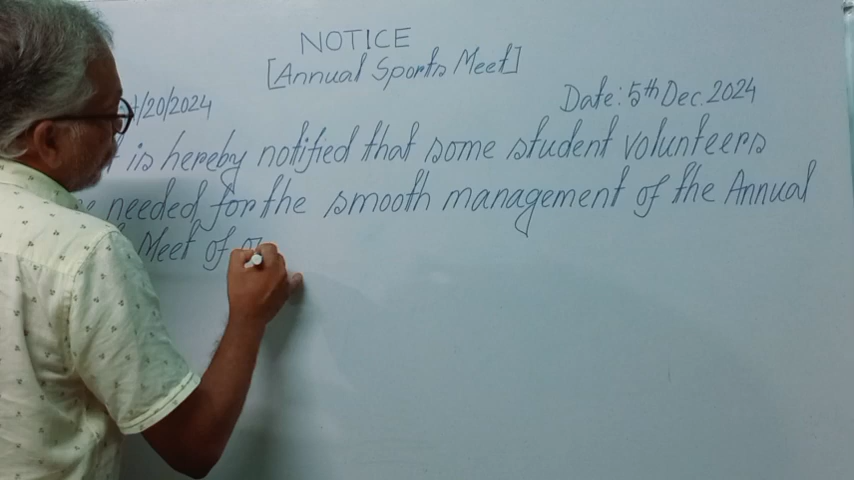 NOTICE
[Annual Sports Meet]
/20/2024 Date: 5th Dec. 2024
is hereby notified that some student volunteers
needed for the smooth management of the Annual
Meet of